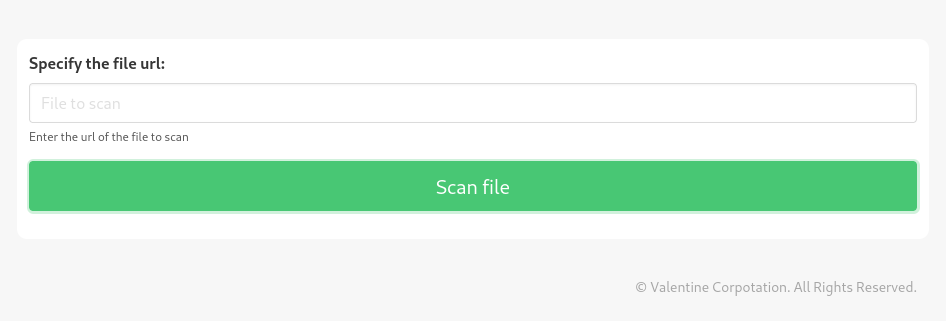 Specify the file url:
File to scan
Enter the url of the file to scan
Scan file
© Valentine Corpotation. All Rights Reserved.